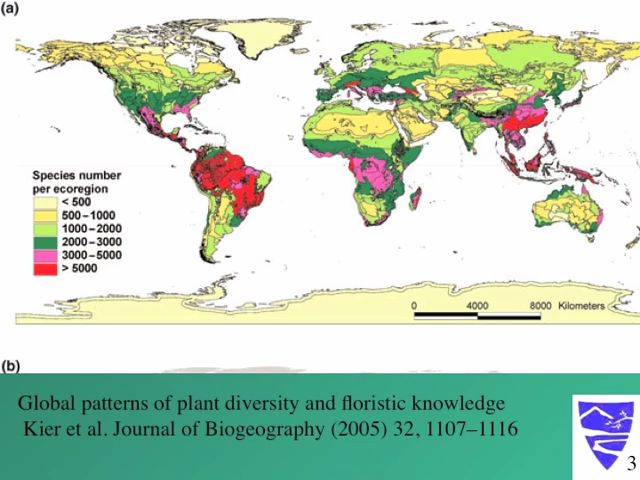 (a)
Species number
per ecoregion
< 500
500–1000
1000–2000
2000–3000
3000–5000
> 5000
0 4000 8000 Kilometers
(b)
Global patterns of plant diversity and floristic knowledge
Kier et al. Journal of Biogeography (2005) 32, 1107–1116
3